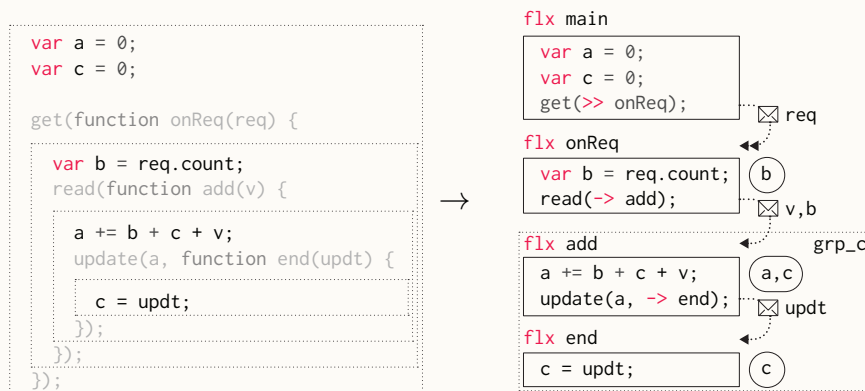 var a = 0;
var c = 0;
get(function onReq(req) {
var b = req.count;
read(function add(v) {
a += b + c + v;
update(a, function end(updt) {
c = updt;
});
});
});
→
flx main
var a = 0;
var c = 0;
get(>> onReq);
req
flx onReq
var b = req.count;
read(-> add);
b
v,b
flx add
grp_c
a += b + c + v;
update(a, -> end);
a,c
updt
flx end
c = updt;
c